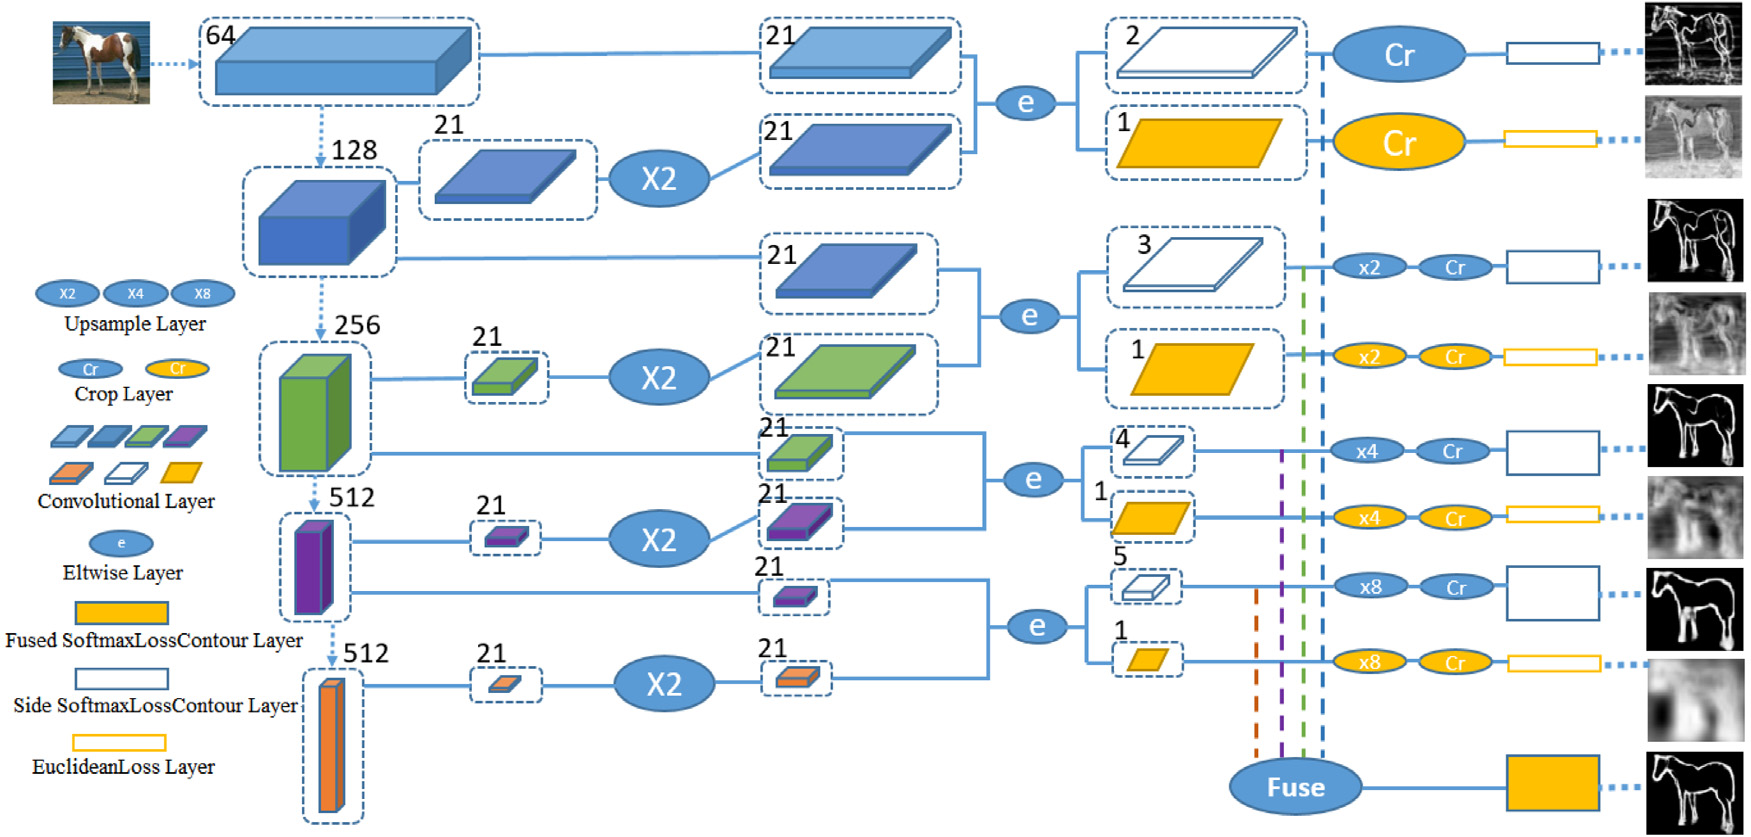 64
21
2
Cr
21
128
X2
21
e
1
Cr
21
3
x2
Cr
X2
X4
X8
Upsample Layer
256
21
X2
21
e
1
x2
Cr
Cr
Cr
Crop Layer
21
4
x4
Cr
Convolutional Layer
512
21
X2
21
e
1
x4
Cr
e
Eltwise Layer
21
5
x8
Cr
Fused SoftmaxLossContour Layer
512
21
X2
21
e
1
x8
Cr
Side SoftmaxLossContour Layer
EuclideanLoss Layer
Fuse